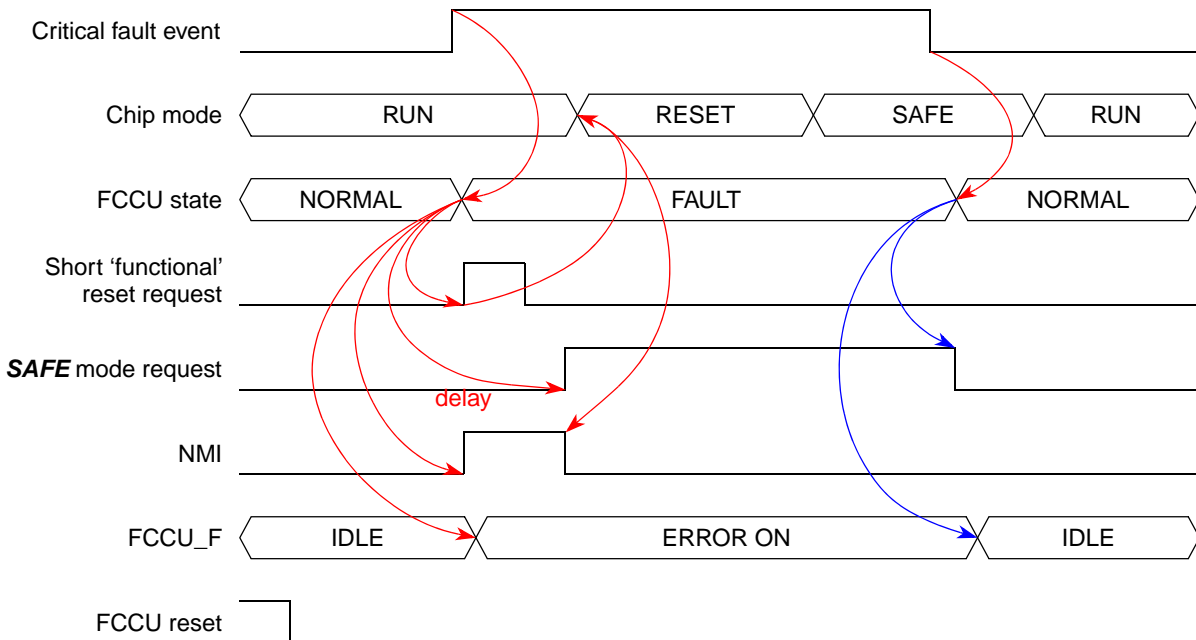 Critical fault event
Chip mode
RUN
RESET
SAFE
RUN
FCCU state
NORMAL
FAULT
NORMAL
Short ‘functional’
reset request
SAFE mode request
delay
NMI
FCCU_F
IDLE
ERROR ON
IDLE
FCCU reset